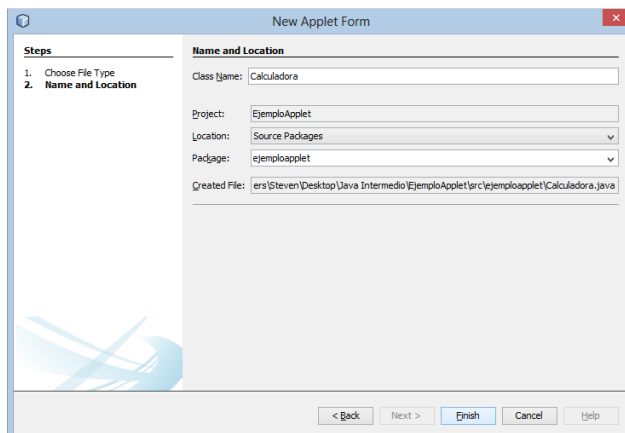 New Applet Form
Steps
1. Choose File Type
2. Name and Location
Name and Location
Class Name: Calculadora
Project: EjemploApplet
Location: Source Packages
Package: ejemploapplet
Created File: ers\Steven\Desktop\Java Intermedio\EjemploApplet\src\ejemploapplet\Calculadora.java
< Back Next > Finish Cancel Help